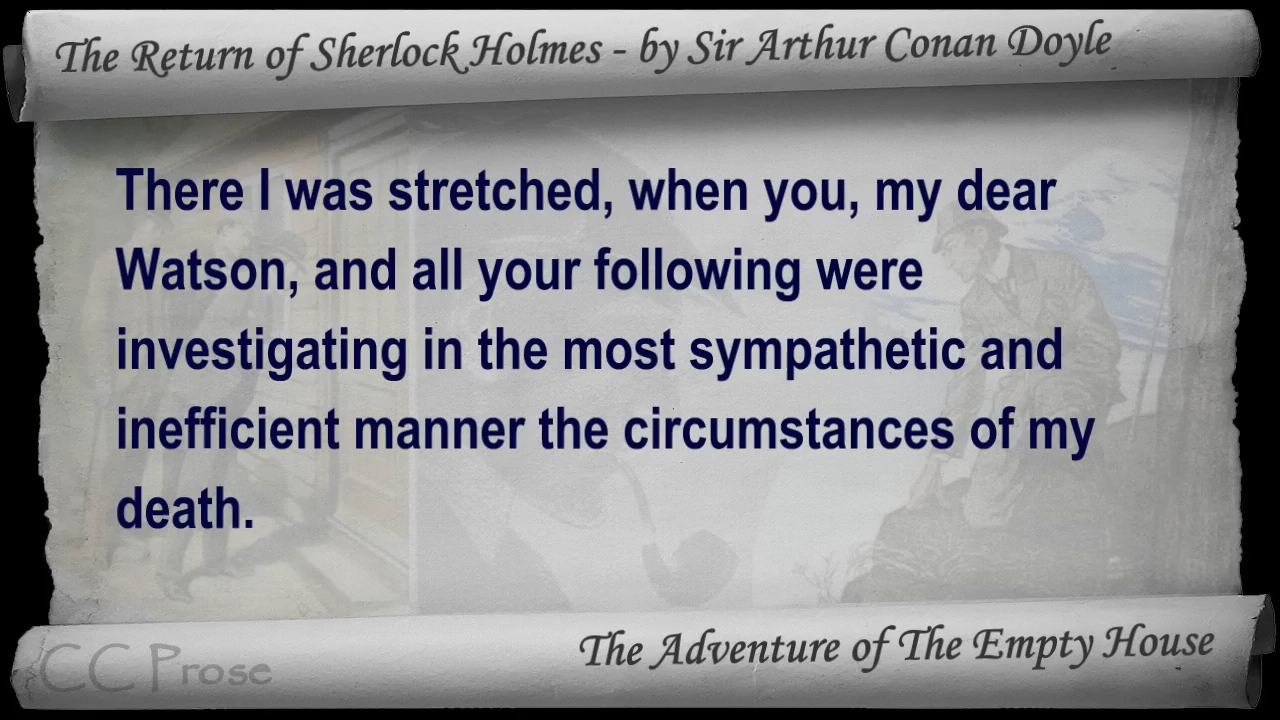 The Return of Sherlock Holmes - by Sir Arthur Conan Doyle
There I was stretched, when you, my dear
Watson, and all your following were
investigating in the most sympathetic and
inefficient manner the circumstances of my
death.
The Adventure of The Empty House
CC Prose